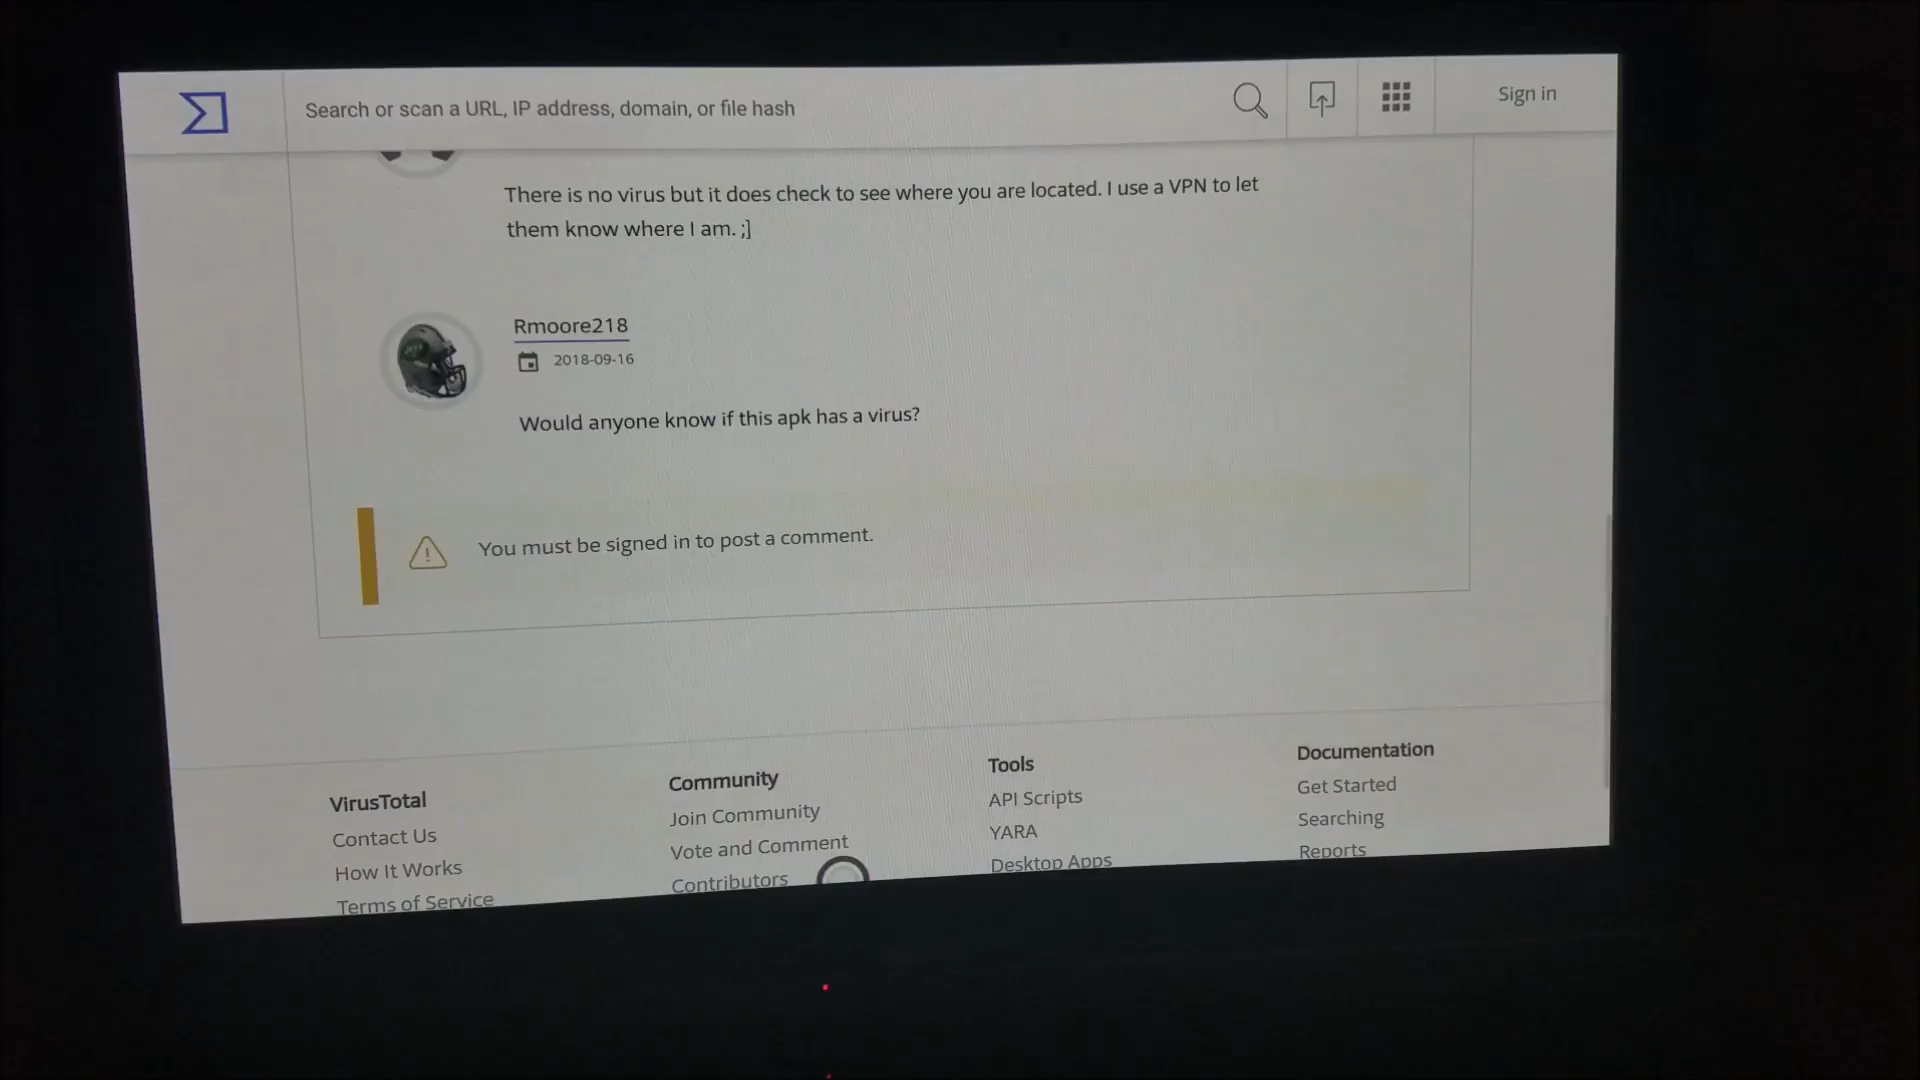 Search or scan a URL, IP address, domain, or file hash
Sign in
There is no virus but it does check to see where you are located. I use a VPN to let
them know where I am. ;]
Rmoore218
2018-09-16
Would anyone know if this apk has a virus?
You must be signed in to post a comment.
VirusTotal
Contact Us
How It Works
Terms of Service
Community
Join Community
Vote and Comment
Contributors
Tools
API Scripts
YARA
Desktop Apps
Documentation
Get Started
Searching
Reports